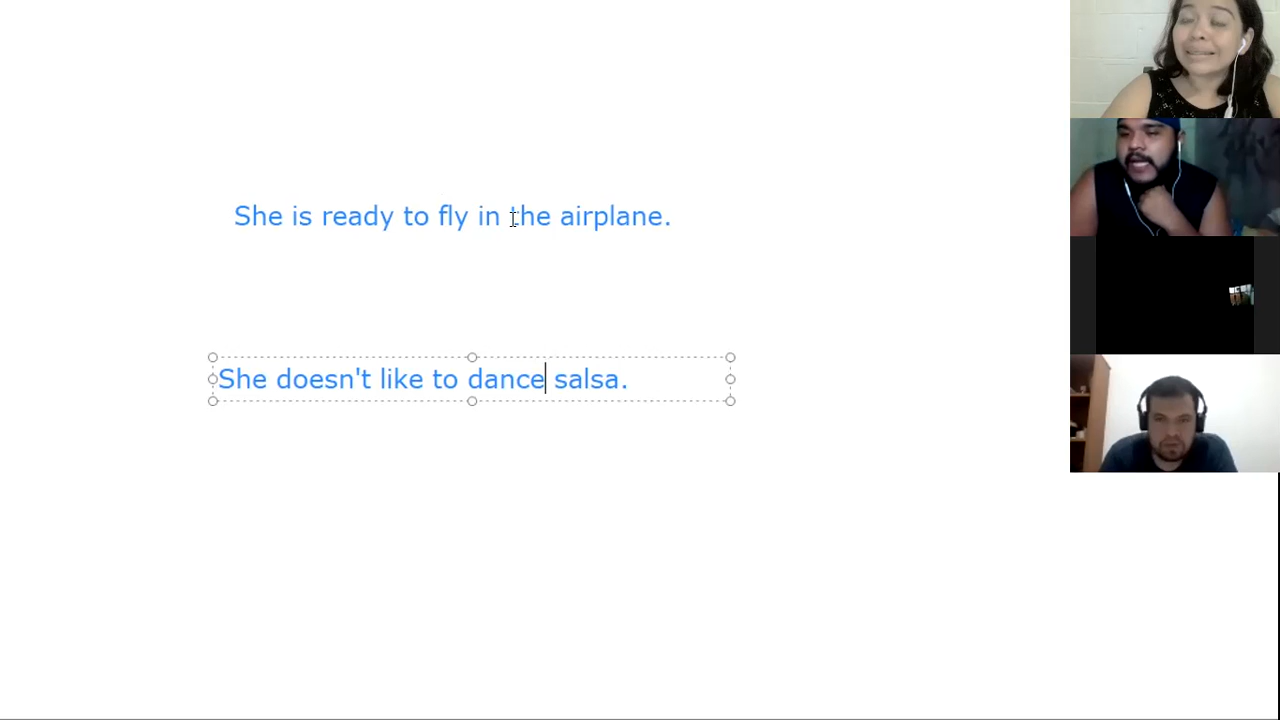 She is ready to fly in the airplane.
She doesn't like to dance salsa.